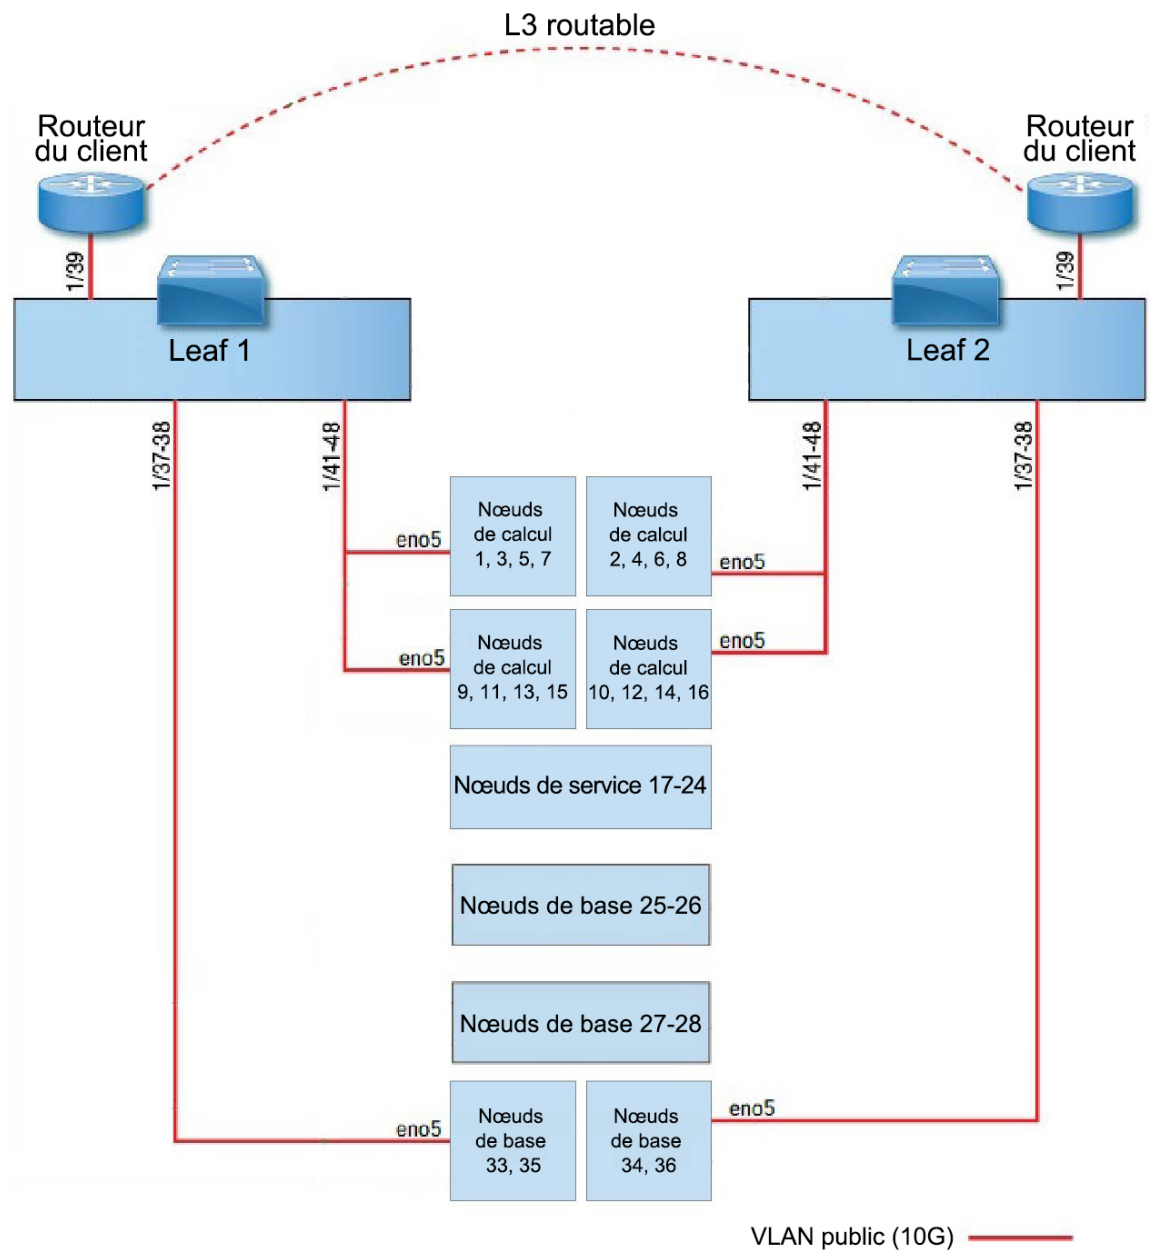 L3 routable
Routeur
du client
Routeur
du client
1/39
1/39
Leaf 1
Leaf 2
1/37-38
1/41-48
1/41-48
1/37-38
Nœuds
de calcul
1, 3, 5, 7
Nœuds
de calcul
2, 4, 6, 8
eno5
eno5
Nœuds
de calcul
9, 11, 13, 15
Nœuds
de calcul
10, 12, 14, 16
eno5
eno5
Nœuds de service 17-24
Nœuds de base 25-26
Nœuds de base 27-28
Nœuds
de base
33, 35
Nœuds
de base
34, 36
eno5
eno5
VLAN public (10G)